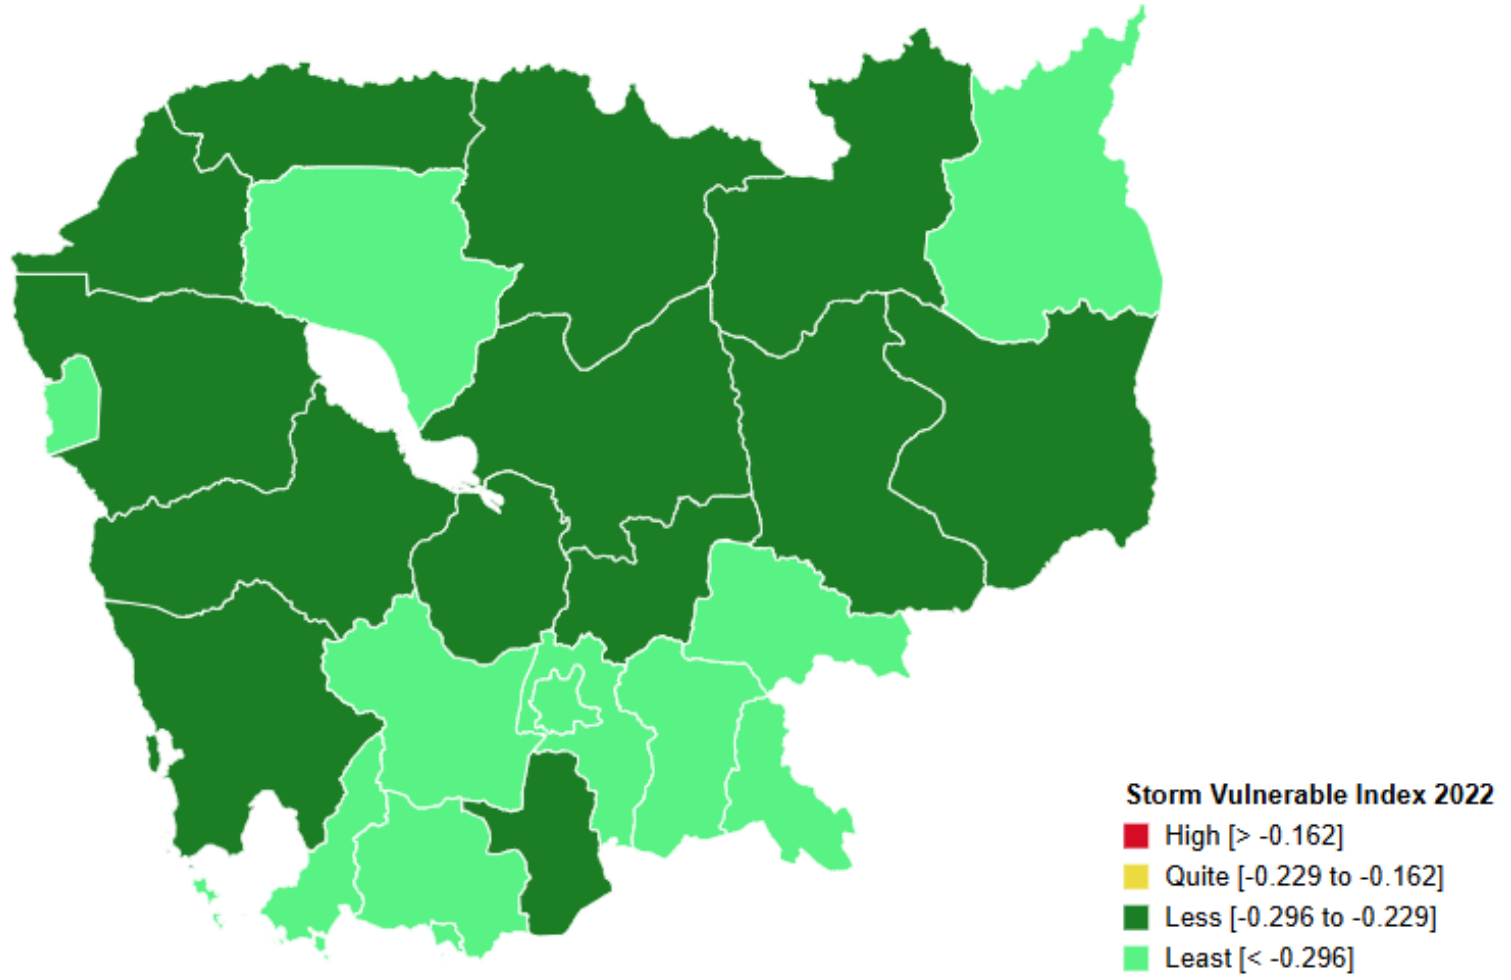 Storm Vulnerable Index 2022
High [> -0.162]
Quite [-0.229 to -0.162]
Less [-0.296 to -0.229]
Least [< -0.296]